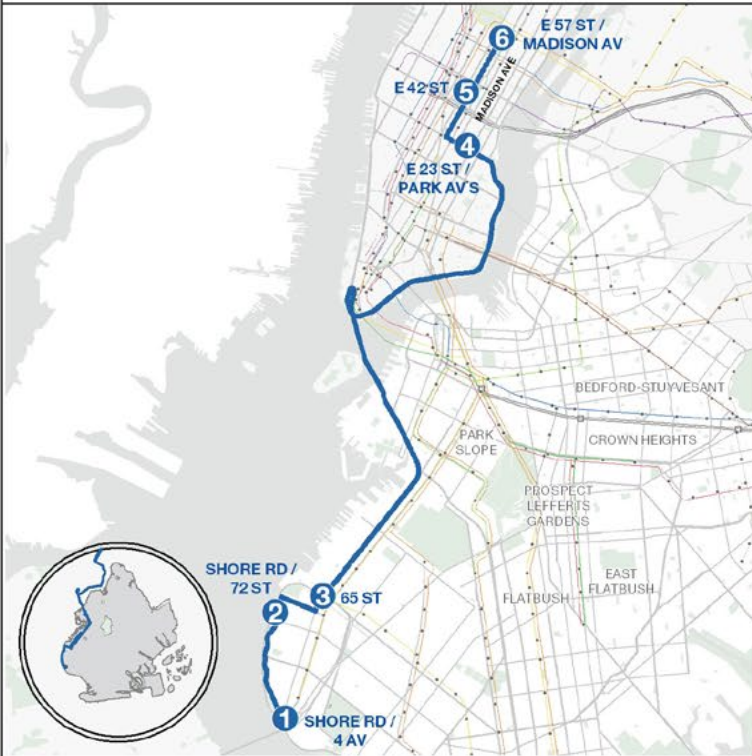 6
E 57 ST /
MADISON AV
E 42 ST
5
MADISON AVE
4
E 23 ST /
PARK AV S
BEDFORD-STUYVESANT
PARK
SLOPE
CROWN HEIGHTS
PROSPECT
LEFFERTS
GARDENS
SHORE RD /
72 ST
2
3
65 ST
EAST
FLATBUSH
FLATBUSH
1
SHORE RD /
4 AV